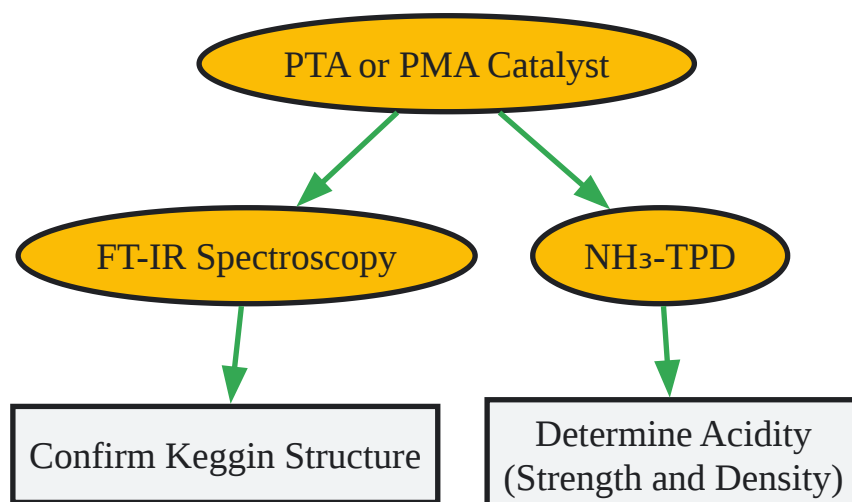 PTA or PMA Catalyst
FT-IR Spectroscopy
NH₃-TPD
Confirm Keggin Structure
Determine Acidity
(Strength and Density)